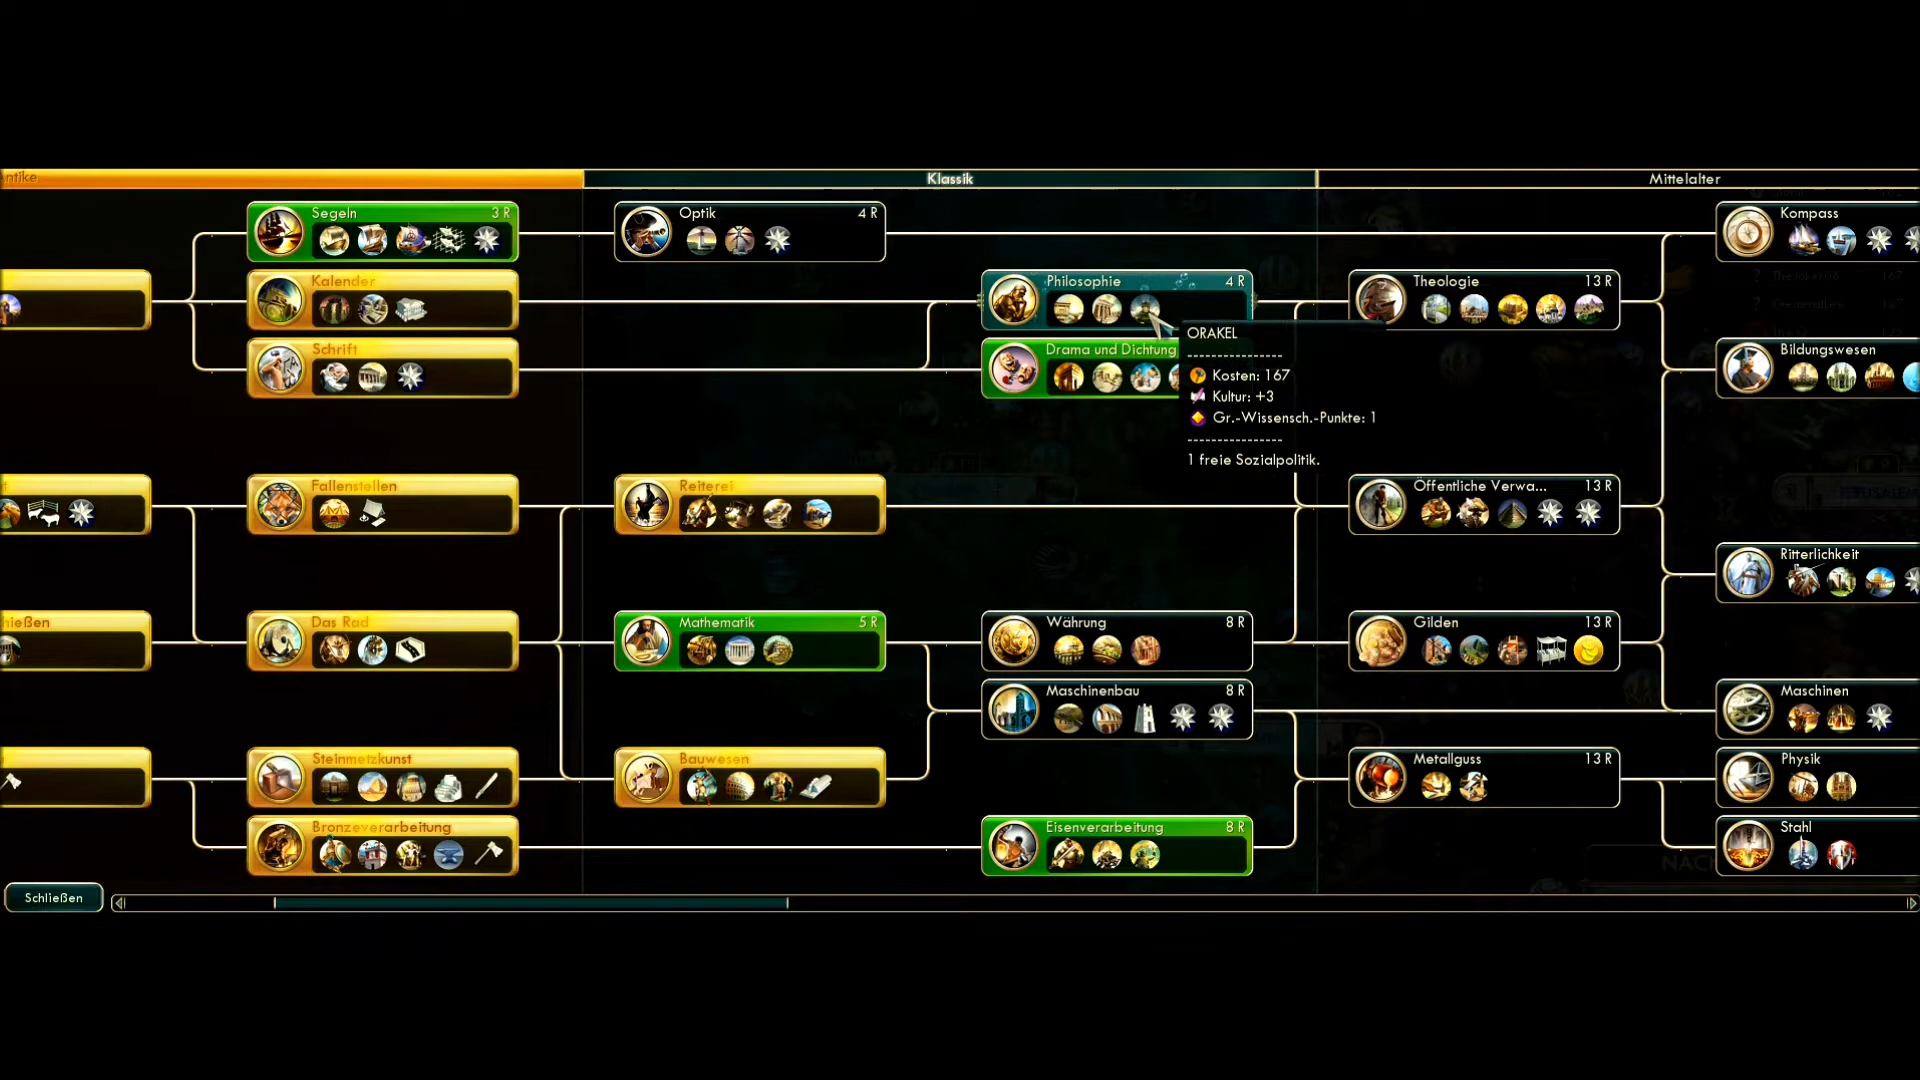 ntike
Klassik
Mittelalter
Segeln 3 R
Optik 4 R
Kompass
Kalender
Philosophie 4 R
Theologie 13 R
Schrift
Drama und Dichtung
Bildungswesen
ORAKEL
----------------
Kosten: 167
Kultur: +3
Gr.-Wissensch.-Punkte: 1
----------------
1 freie Sozialpolitik.
t
Fallenstellen
Reiterei
Öffentliche Verwa... 13 R
Ritterlichkeit
hießen
Das Rad
Mathematik 5 R
Währung 8 R
Gilden 13 R
Maschinenbau 8 R
Maschinen
Steinmetzkunst
Bauwesen
Metallguss 13 R
Physik
Bronzeverarbeitung
Eisenverarbeitung 8 R
Stahl
NACH
Schließen